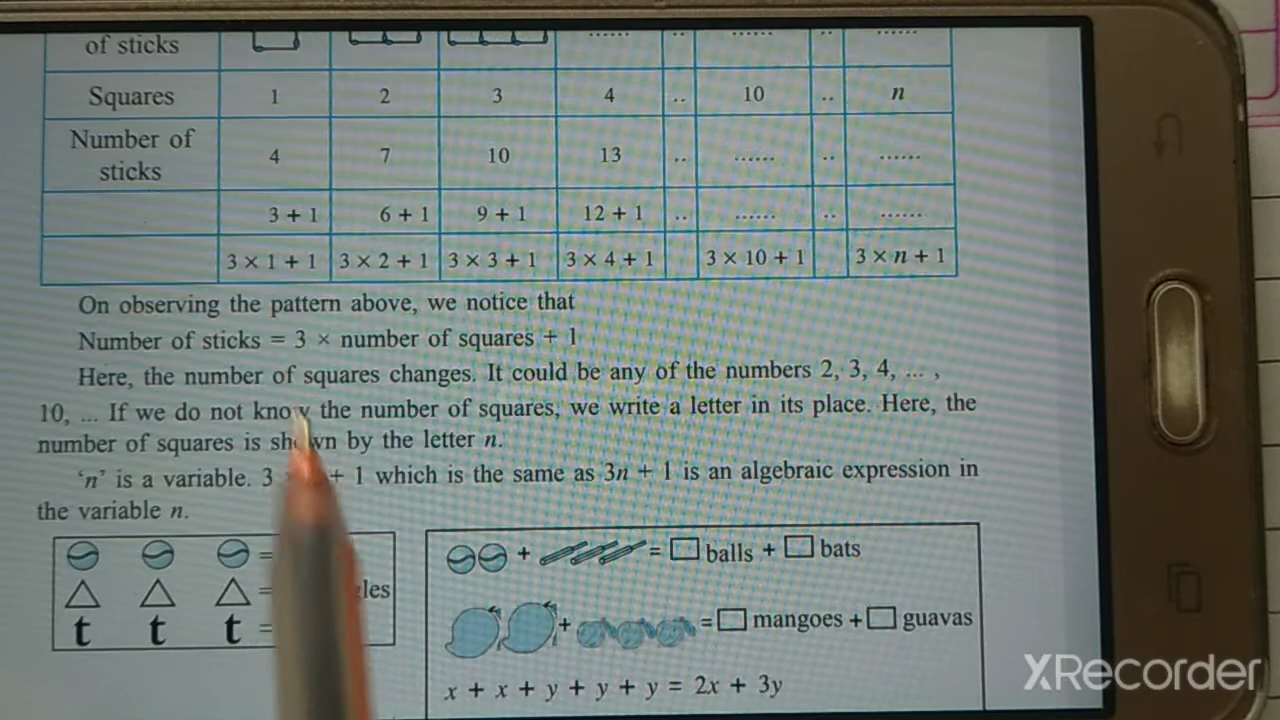 of sticks ...... .. ...... .. ......
Squares 1 2 3 4 .. 10 .. n
Number of
sticks 4 7 10 13 .. ...... .. ......
3 + 1 6 + 1 9 + 1 12 + 1 .. ...... .. ......
3 × 1 + 1 3 × 2 + 1 3 × 3 + 1 3 × 4 + 1 3 × 10 + 1 3 × n + 1
On observing the pattern above, we notice that
Number of sticks = 3 × number of squares + 1
Here, the number of squares changes. It could be any of the numbers 2, 3, 4, ... ,
10, ... If we do not know the number of squares, we write a letter in its place. Here, the
number of squares is shown by the letter n.
‘n’ is a variable. 3 + 1 which is the same as 3n + 1 is an algebraic expression in
the variable n.
=
= les
t t t =
+ = balls + bats
+ = mangoes + guavas
x + x + y + y + y = 2x + 3y
XRecorder